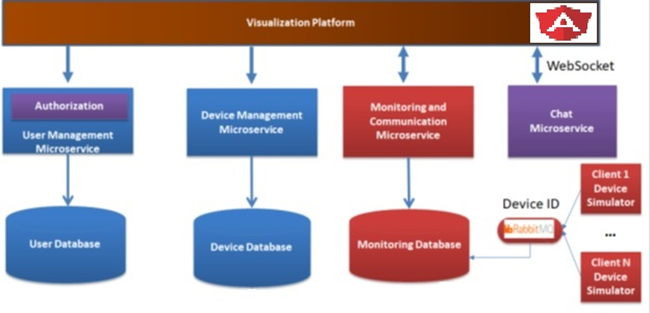 Visualization Platform
A
WebSocket
Authorization
User Management
Microservice
Device Management
Microservice
Monitoring and
Communication
Microservice
Chat
Microservice
Client 1
Device
Simulator
Device ID
RabbitMQ
...
User Database
Device Database
Monitoring Database
Client N
Device
Simulator